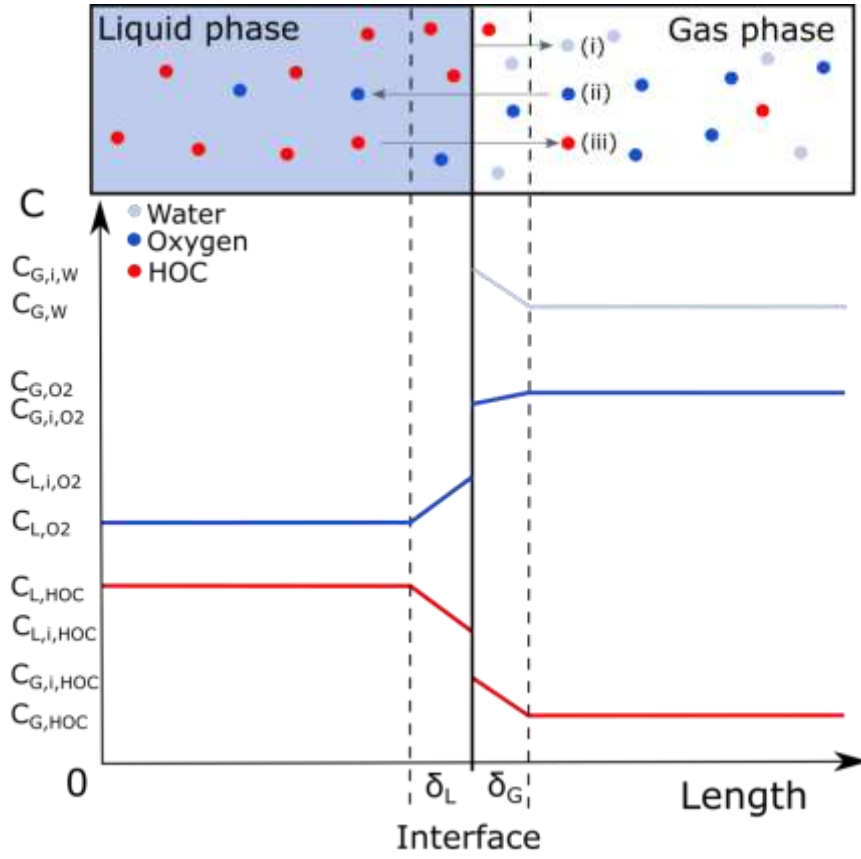 Liquid phase
Gas phase
(i)
(ii)
(iii)
C
Water
Oxygen
HOC
C_G,i,W
C_G,W
C_G,O2
C_G,i,O2
C_L,i,O2
C_L,O2
C_L,HOC
C_L,i,HOC
C_G,i,HOC
C_G,HOC
0
δ_L
δ_G
Length
Interface